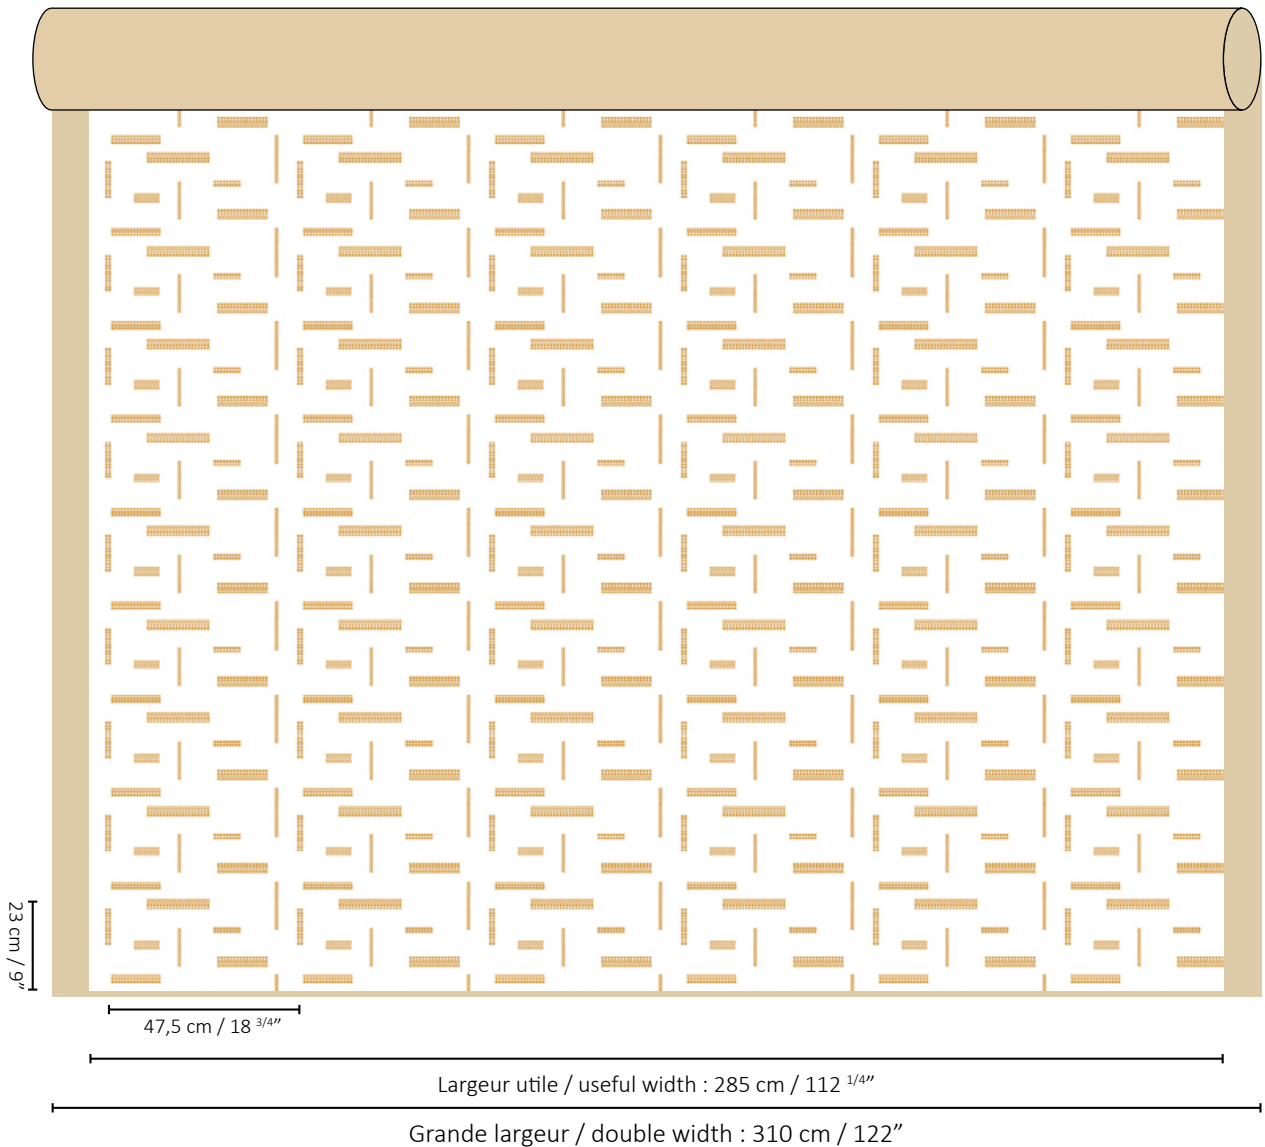 23 cm / 9”
47,5 cm / 18 3/4”
Largeur utile / useful width : 285 cm / 112 1/4”
Grande largeur / double width : 310 cm / 122”